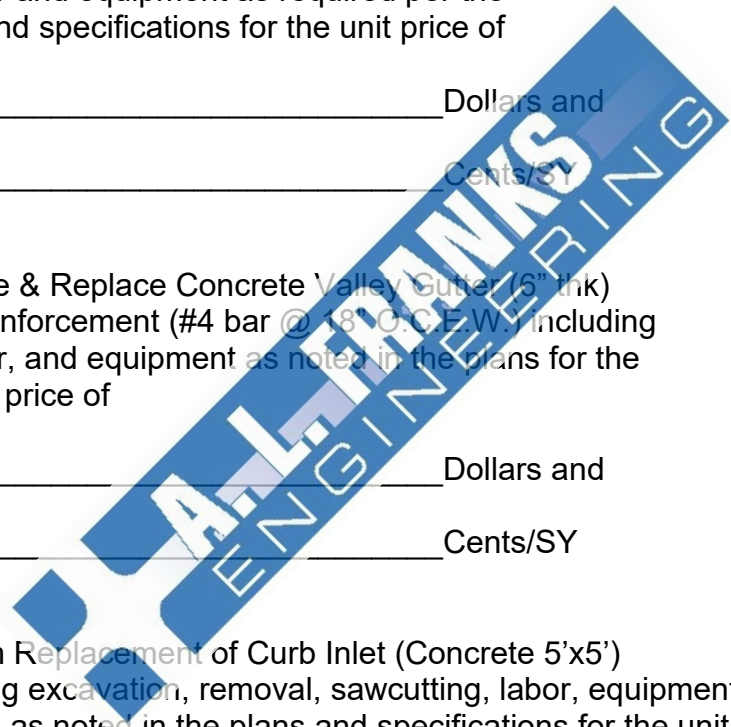 nd specifications for the unit price of
Dollars and
Cents/SY
e & Replace Concrete Valley Gutter (6” thk)
nforcement (#4 bar @ 18” O.C.E.W.) including
r, and equipment as noted in the plans for the
price of
Dollars and
Cents/SY
n Replacement of Curb Inlet (Concrete 5’x5’)
g excavation, removal, sawcutting, labor, equipment
as noted in the plans and specifications for the unit
A.L. FRANKS
ENGINEERING